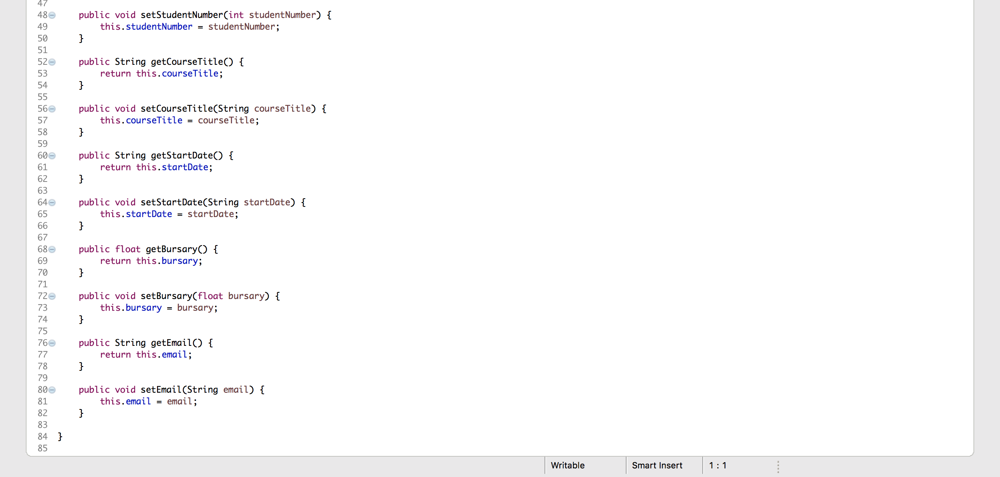 47
48 public void setStudentNumber(int studentNumber) {
49 this.studentNumber = studentNumber;
50 }
51
52 public String getCourseTitle() {
53 return this.courseTitle;
54 }
55
56 public void setCourseTitle(String courseTitle) {
57 this.courseTitle = courseTitle;
58 }
59
60 public String getStartDate() {
61 return this.startDate;
62 }
63
64 public void setStartDate(String startDate) {
65 this.startDate = startDate;
66 }
67
68 public float getBursary() {
69 return this.bursary;
70 }
71
72 public void setBursary(float bursary) {
73 this.bursary = bursary;
74 }
75
76 public String getEmail() {
77 return this.email;
78 }
79
80 public void setEmail(String email) {
81 this.email = email;
82 }
83
84 }
85
Writable Smart Insert 1 : 1